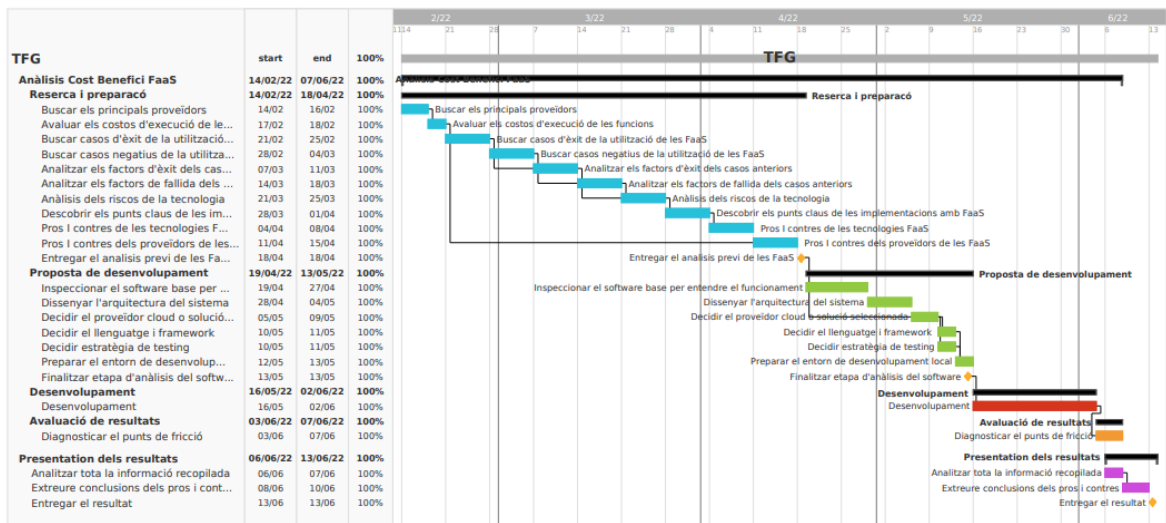 2/22 3/22 4/22 5/22 6/22
11 14 21 28 7 14 21 28 4 11 18 25 2 9 16 23 30 6 13
TFG start end 100% TFG
Anàlisis Cost Benefici FaaS 14/02/22 07/06/22 100% Anàlisis Cost Benefici FaaS
Reserca i preparació 14/02/22 18/04/22 100% Reserca i preparació
Buscar els principals proveïdors 14/02 16/02 100% Buscar els principals proveïdors
Avaluar els costos d'execució de le... 17/02 18/02 100% Avaluar els costos d'execució de les funcions
Buscar casos d'èxit de la utilització... 21/02 25/02 100% Buscar casos d'èxit de la utilització de les FaaS
Buscar casos negatius de la utilitza... 28/02 04/03 100% Buscar casos negatius de la utilització de les FaaS
Analitzar els factors d'èxit dels cas... 07/03 11/03 100% Analitzar els factors d'èxit dels casos anteriors
Analitzar els factors de fallida dels ... 14/03 18/03 100% Analitzar els factors de fallida dels casos anteriors
Anàlisis dels riscos de la tecnologia 21/03 25/03 100% Anàlisis dels riscos de la tecnologia
Descobrir els punts claus de les im... 28/03 01/04 100% Descobrir els punts claus de les implementacions amb FaaS
Pros I contres de les tecnologies F... 04/04 08/04 100% Pros I contres de les tecnologies FaaS
Pros I contres dels proveïdors de les... 11/04 15/04 100% Pros I contres dels proveïdors de les FaaS
Entregar el analisis previ de les Fa... 18/04 18/04 100% Entregar el analisis previ de les FaaS
Proposta de desenvolupament 19/04/22 13/05/22 100% Proposta de desenvolupament
Inspeccionar el software base per ... 19/04 27/04 100% Inspeccionar el software base per entendre el funcionament
Dissenyar l'arquitectura del sistema 28/04 04/05 100% Dissenyar l'arquitectura del sistema
Decidir el proveïdor cloud o solució... 05/05 09/05 100% Decidir el proveïdor cloud o solució seleccionada
Decidir el llenguatge i framework 10/05 11/05 100% Decidir el llenguatge i framework
Decidir estratègia de testing 10/05 11/05 100% Decidir estratègia de testing
Preparar el entorn de desenvolup... 12/05 13/05 100% Preparar el entorn de desenvolupament local
Finalitzar etapa d'anàlisis del softw... 13/05 13/05 100% Finalitzar etapa d'anàlisis del software
Desenvolupament 16/05/22 02/06/22 100% Desenvolupament
Desenvolupament 16/05 02/06 100% Desenvolupament
Avaluació de resultats 03/06/22 07/06/22 100% Avaluació de resultats
Diagnosticar el punts de fricció 03/06 07/06 100% Diagnosticar el punts de fricció
Presentation dels resultats 06/06/22 13/06/22 100% Presentation dels resultats
Analitzar tota la informació recopilada 06/06 07/06 100% Analitzar tota la informació recopilada
Extreure conclusions dels pros i cont... 08/06 10/06 100% Extreure conclusions dels pros i contres
Entregar el resultat 13/06 13/06 100% Entregar el resultat